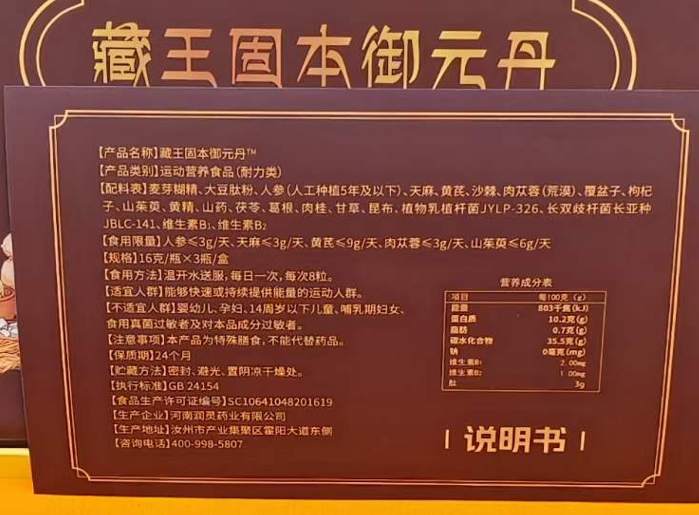 藏王固本御元丹
【产品名称】藏王固本御元丹™
【产品类别】运动营养食品(耐力类)
【配料表】麦芽糊精、大豆肽粉、人参(人工种植5年及以下)、天麻、黄芪、沙棘、肉苁蓉(荒漠)、覆盆子、枸杞
子、山茱萸、黄精、山药、茯苓、葛根、肉桂、甘草、昆布、植物乳植杆菌JYLP-326、长双歧杆菌长亚种
JBLC-141、维生素B₁、维生素B₂
【食用限量】人参≤3g/天、天麻≤3g/天、黄芪≤9g/天、肉苁蓉≤3g/天、山茱萸≤6g/天
【规格】16克/瓶×3瓶/盒
【食用方法】温开水送服,每日一次,每次8粒。
【适宜人群】能够快速或持续提供能量的运动人群。
【不适宜人群】婴幼儿、孕妇、14周岁以下儿童、哺乳期妇女、
食用真菌过敏者及对本品成分过敏者。
【注意事项】本产品为特殊膳食,不能代替药品。
【保质期】24个月
【贮藏方法】密封、避光、置阴凉干燥处。
【执行标准】GB 24154
【食品生产许可证编号】SC10641048201619
【生产企业】河南润灵药业有限公司
【生产地址】汝州市产业集聚区霍阳大道东侧
【咨询电话】400-998-5807
营养成分表
项目 每100克(g)
能量 803千焦(kJ)
蛋白质 10.2克(g)
脂肪 0.7克(g)
碳水化合物 35.5克(g)
钠 0毫克(mg)
维生素B₁ 2.00mg
维生素B₂ 1.00mg
肽 3g
说明书